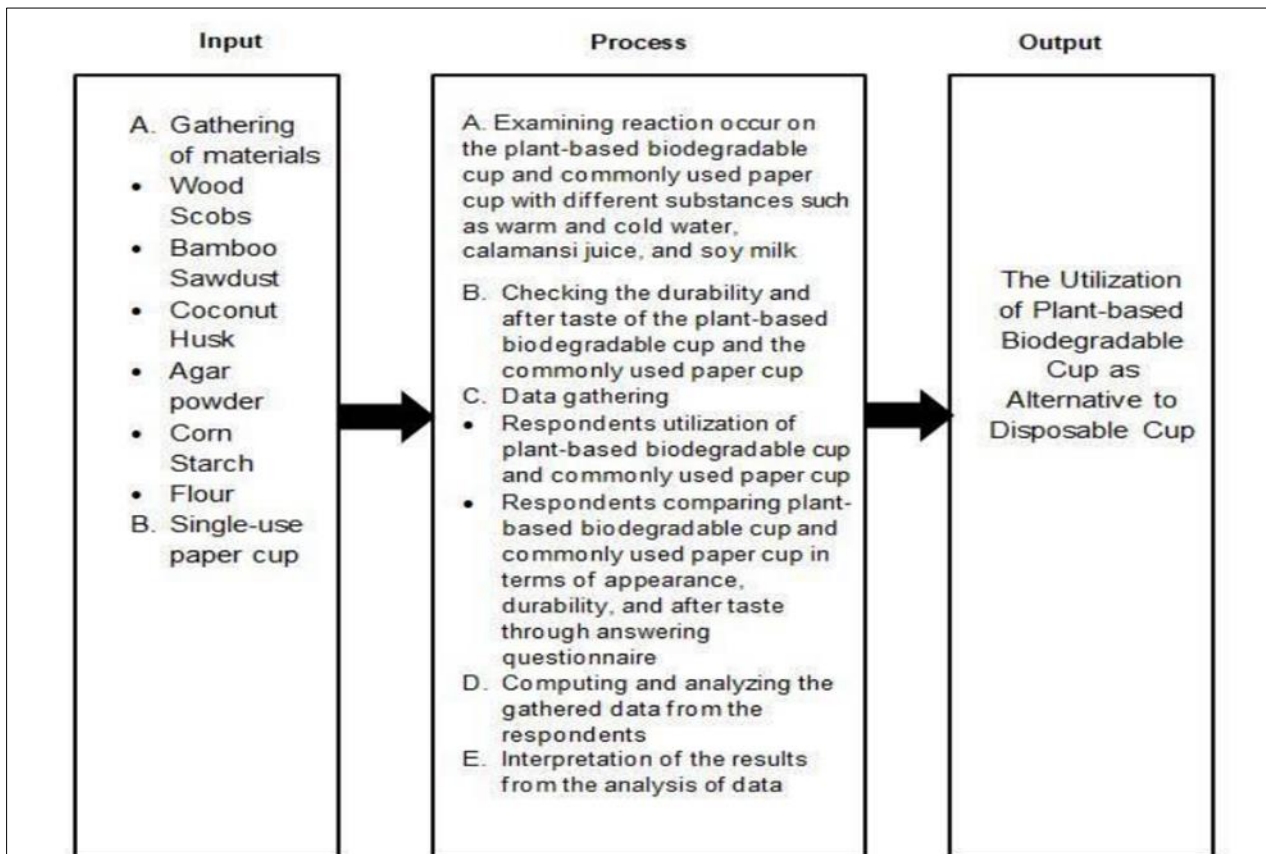 Input
A. Gathering
of materials
• Wood
Scobs
• Bamboo
Sawdust
• Coconut
Husk
• Agar
powder
• Corn
Starch
• Flour
B. Single-use
paper cup
Process
A. Examining reaction occur on
the plant-based biodegradable
cup and commonly used paper
cup with different substances such
as warm and cold water,
calamansi juice, and soy milk
B. Checking the durability and
after taste of the plant-based
biodegradable cup and the
commonly used paper cup
C. Data gathering
• Respondents utilization of
plant-based biodegradable cup
and commonly used paper cup
• Respondents comparing plant-
based biodegradable cup and
commonly used paper cup in
terms of appearance,
durability, and after taste
through answering
questionnaire
D. Computing and analyzing the
gathered data from the
respondents
E. Interpretation of the results
from the analysis of data
Output
The Utilization
of Plant-based
Biodegradable
Cup as
Alternative to
Disposable Cup